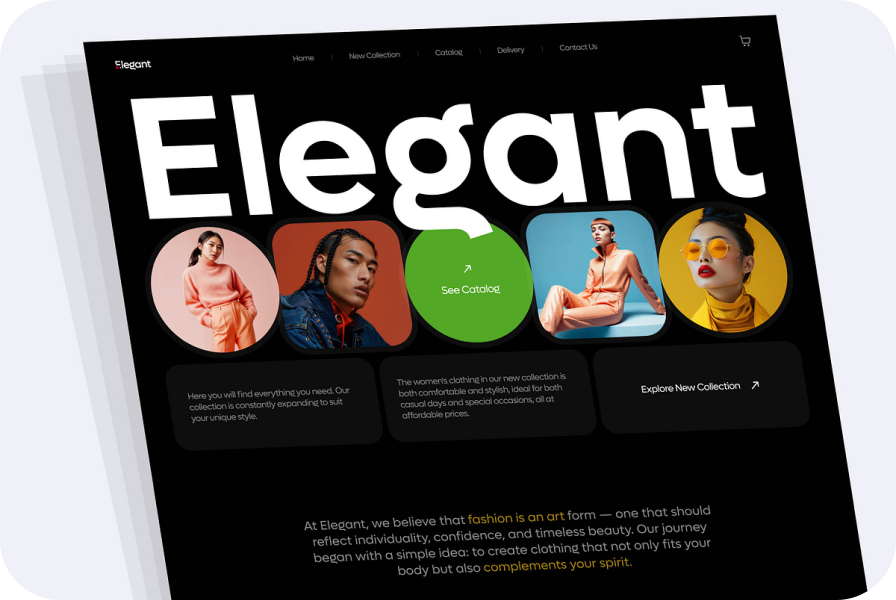 Elegant
Home
New Collection
Catalog
Delivery
Contact Us
Elegant
See Catalog
Here you will find everything you need. Our
collection is constantly expanding to suit
your unique style.
The women's clothing in our new collection is
both comfortable and stylish, ideal for both
casual days and special occasions, all at
affordable prices.
Explore New Collection
At Elegant, we believe that fashion is an art form — one that should
reflect individuality, confidence, and timeless beauty. Our journey
began with a simple idea: to create clothing that not only fits your
body but also complements your spirit.